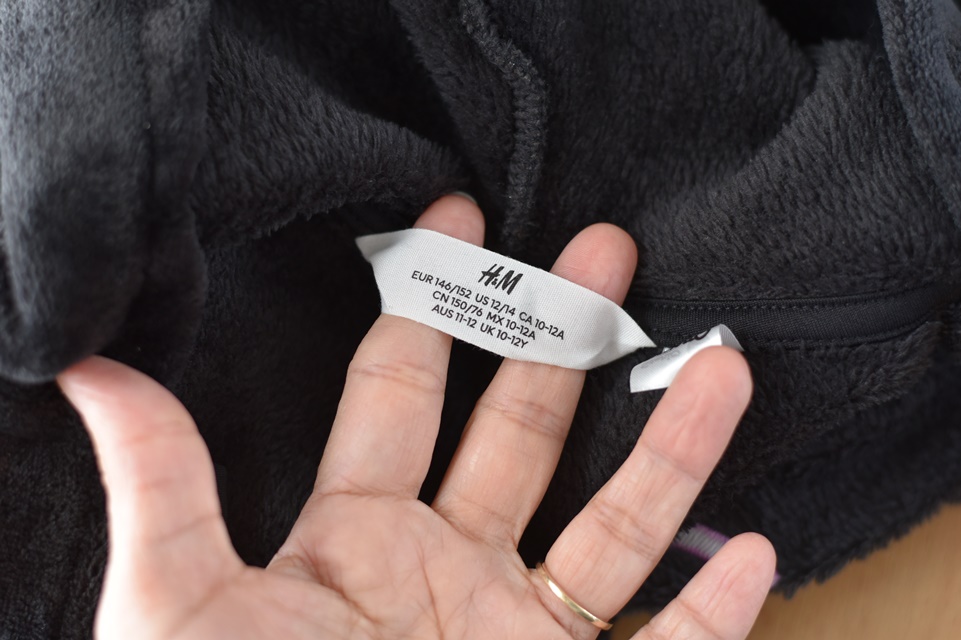 H&M
EUR 146/152 US 12/14 CA 10-12A
CN 150/76 MX 10-12A
AUS 11-12 UK 10-12Y